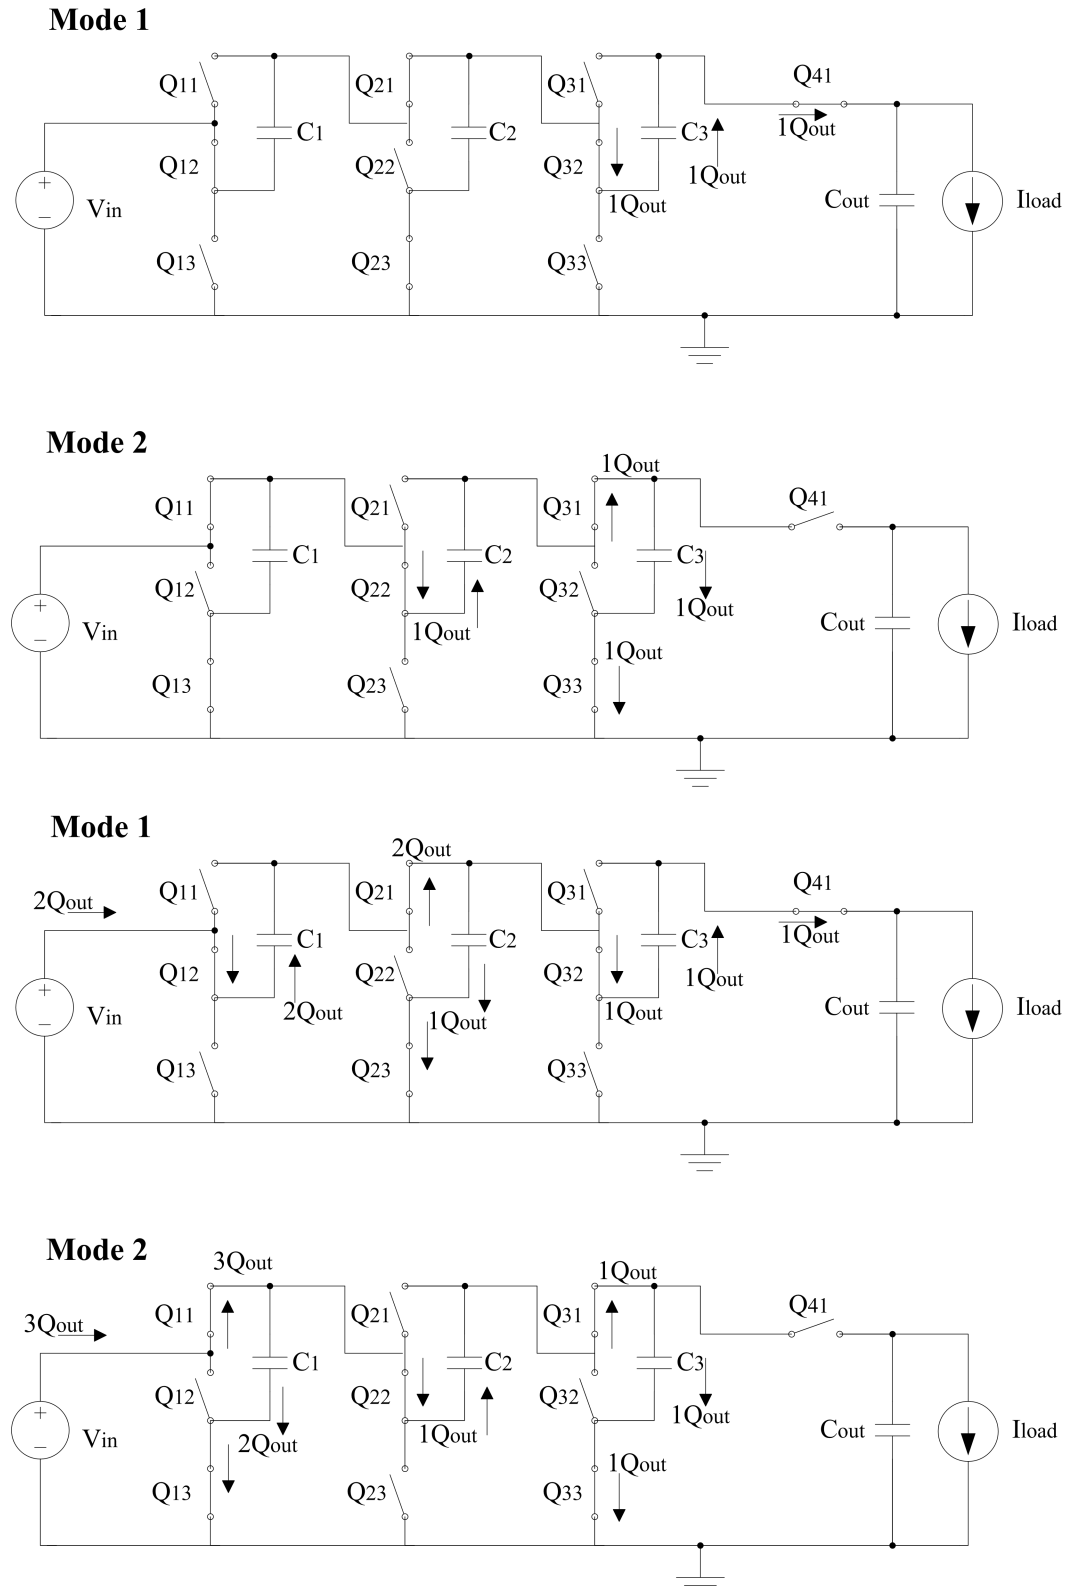 Mode 1
Q11
Q12
Q13
C1
Q21
Q22
Q23
C2
Q31
Q32
Q33
C3
1Qout
1Qout
Q41
1Qout
Vin
Cout
Iload
Mode 2
Q11
Q12
Q13
C1
Q21
Q22
Q23
C2
1Qout
1Qout
Q31
Q32
Q33
C3
1Qout
1Qout
Q41
Vin
Cout
Iload
Mode 1
2Qout
Q11
Q12
Q13
C1
2Qout
2Qout
Q21
Q22
Q23
C2
1Qout
Q31
Q32
Q33
C3
1Qout
1Qout
Q41
1Qout
Vin
Cout
Iload
Mode 2
3Qout
3Qout
Q11
Q12
Q13
C1
2Qout
Q21
Q22
Q23
C2
1Qout
1Qout
Q31
Q32
Q33
C3
1Qout
1Qout
Q41
Vin
Cout
Iload